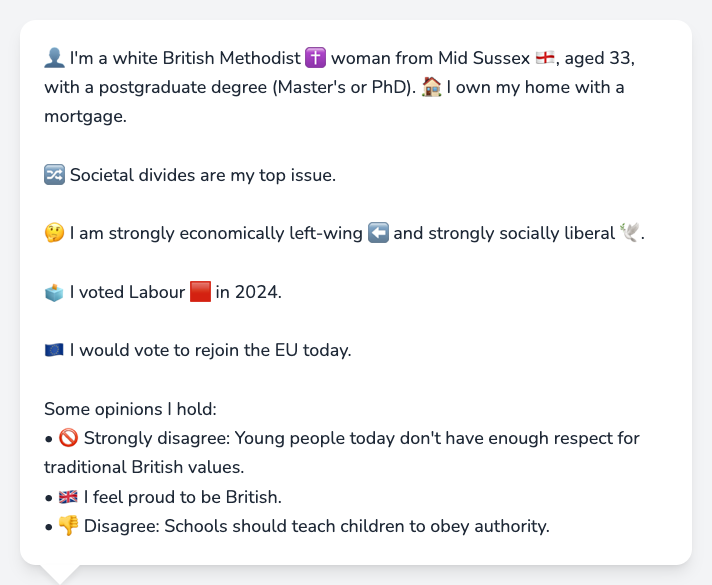 👤 I'm a white British Methodist ✝️ woman from Mid Sussex 🏴󠁧󠁢󠁥󠁮󠁧󠁿, aged 33,
with a postgraduate degree (Master's or PhD). 🏠 I own my home with a
mortgage.
🔀 Societal divides are my top issue.
🤔 I am strongly economically left-wing ⬅️ and strongly socially liberal 🕊️.
🗳️ I voted Labour 🟥 in 2024.
🇪🇺 I would vote to rejoin the EU today.
Some opinions I hold:
• 🚫 Strongly disagree: Young people today don't have enough respect for
traditional British values.
• 🇬🇧 I feel proud to be British.
• 👎 Disagree: Schools should teach children to obey authority.